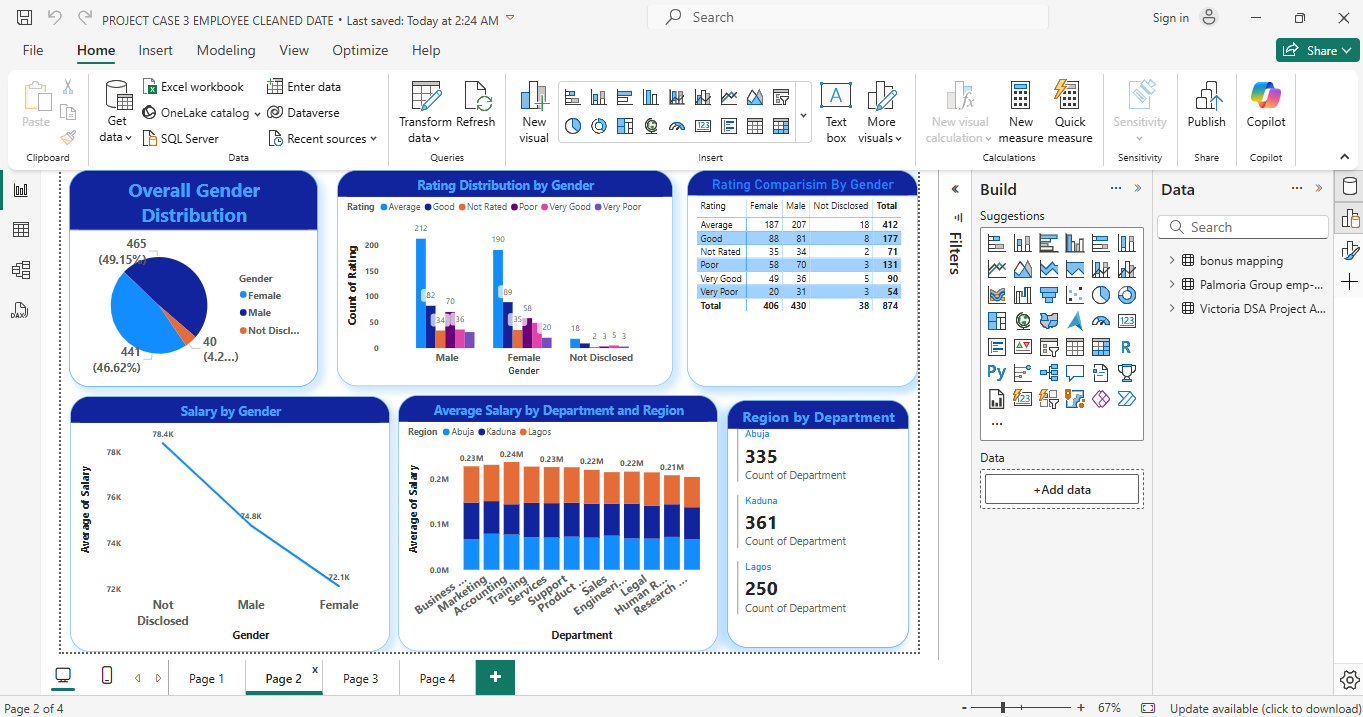 PROJECT CASE 3 EMPLOYEE CLEANED DATE • Last saved: Today at 2:24 AM
Search
Sign in
File
Home
Insert
Modeling
View
Optimize
Help
Share
Paste
Clipboard
Get data
Excel workbook
OneLake catalog
SQL Server
Enter data
Dataverse
Recent sources
Data
Transform data
Refresh
Queries
New visual
Text box
More visuals
Insert
New visual calculation
New measure
Quick measure
Calculations
Sensitivity
Sensitivity
Publish
Share
Copilot
Copilot
Overall Gender
Distribution
465
(49.15%)
441
(46.62%)
40
(4.2...)
Gender
Female
Male
Not Discl...
Rating Distribution by Gender
Rating Average Good Not Rated Poor Very Good Very Poor
Count of Rating
200
150
100
50
0
212
82
34
70
36
190
89
35
58
20
18
2 3 5 3
Male
Female
Not Disclosed
Gender
Rating Comparisim By Gender
Rating Female Male Not Disclosed Total
Average 187 207 18 412
Good 88 81 8 177
Not Rated 35 34 2 71
Poor 58 70 3 131
Very Good 49 36 5 90
Very Poor 20 31 3 54
Total 406 430 38 874
Salary by Gender
Average of Salary
78K
76K
74K
72K
78.4K
74.8K
72.1K
Not
Disclosed
Male
Female
Gender
Average Salary by Department and Region
Region Abuja Kaduna Lagos
Average of Salary
0.2M
0.1M
0.0M
0.23M
0.24M
0.23M
0.22M
0.22M
0.21M
Business ...
Marketing
Accounting
Training
Services
Support
Product ...
Sales
Engineeri...
Legal
Human R...
Research ...
Department
Region by Department
Abuja
335
Count of Department
Kaduna
361
Count of Department
Lagos
250
Count of Department
Filters
Build
Suggestions
R
Py
123
...
Data
+Add data
Data
Search
bonus mapping
Palmoria Group emp-...
Victoria DSA Project A...
DAX
Page 1
Page 2
x
Page 3
Page 4
+
Page 2 of 4
- + 67%
Update available (click to download)